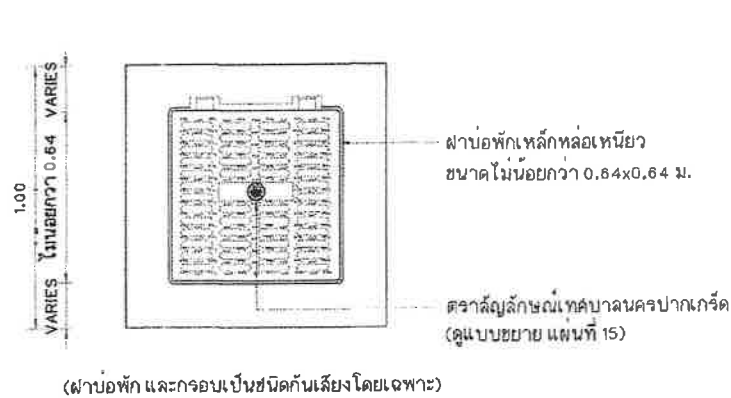 VARIES
ไม่น้อยกว่า 0.64
VARIES
1.00
ฝาบ่อพักเหล็กหล่อเหนียว
ขนาดไม่น้อยกว่า 0.64x0.64 ม.
ตราสัญลักษณ์เทศบาลนครปากเกร็ด
(ดูแบบขยาย แผ่นที่ 15)
(ฝาบ่อพัก และกรอบเป็นชนิดกันเสียงโดยเฉพาะ)